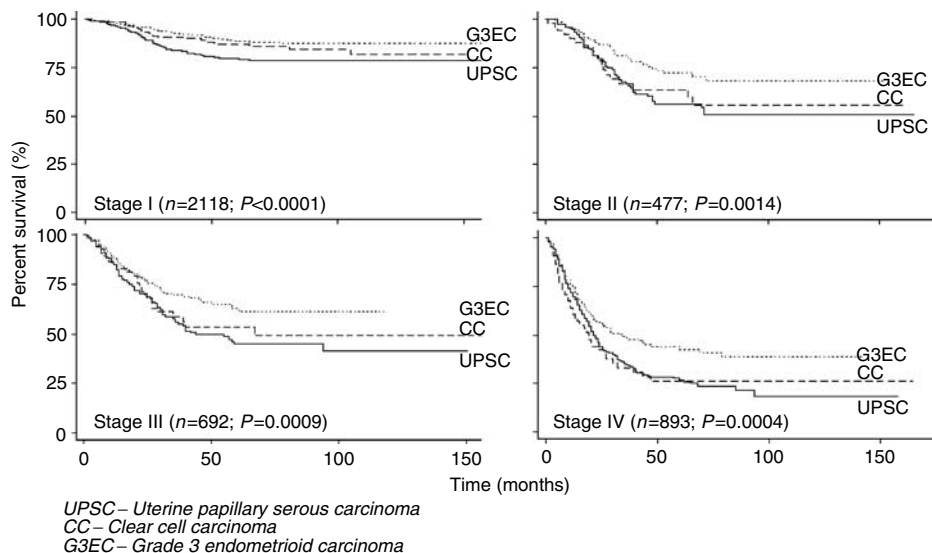 Percent survival (%)
100
75
50
25
0
G3EC
CC
UPSC
Stage I (n=2118; P<0.0001)
G3EC
CC
UPSC
Stage II (n=477; P=0.0014)
100
75
50
25
0
G3EC
CC
UPSC
Stage III (n=692; P=0.0009)
0
50
100
150
G3EC
CC
UPSC
Stage IV (n=893; P=0.0004)
0
50
100
150
Time (months)
UPSC – Uterine papillary serous carcinoma
CC – Clear cell carcinoma
G3EC – Grade 3 endometrioid carcinoma